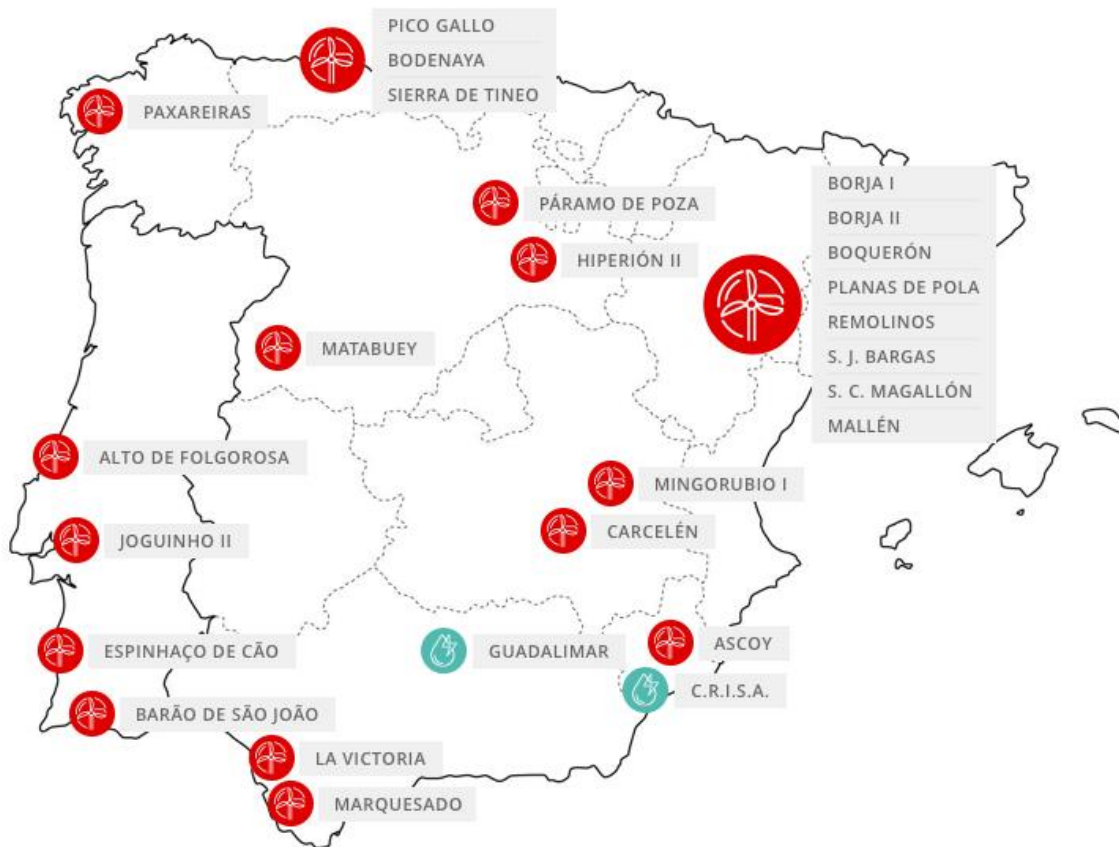 PICO GALLO
BODENAYA
SIERRA DE TINEO
PAXAREIRAS
BORJA I
BORJA II
BOQUERÓN
PLANAS DE POLA
REMOLINOS
S. J. BARGAS
S. C. MAGALLÓN
MALLÉN
PÁRAMO DE POZA
HIPERIÓN II
MATABUEY
ALTO DE FOLGOROSA
MINGORUBIO I
CARCELÉN
JOGUINHO II
ESPINHAÇO DE CÃO
GUADALIMAR
ASCOY
C.R.I.S.A.
BARÃO DE SÃO JOÃO
LA VICTORIA
MARQUESADO